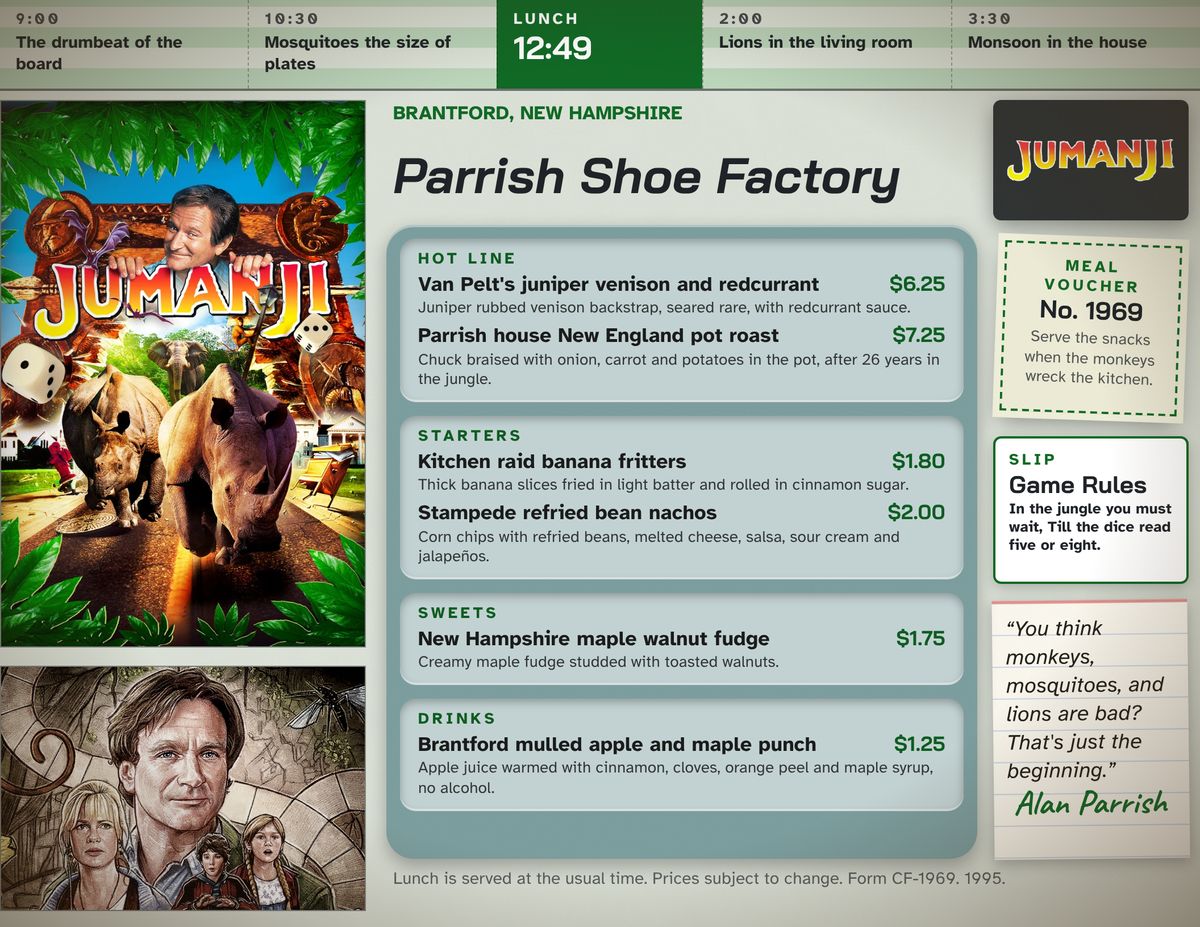 9:00
The drumbeat of the
board
10:30
Mosquitoes the size of
plates
LUNCH
12:49
2:00
Lions in the living room
3:30
Monsoon in the house
JUMANJI
BRANTFORD, NEW HAMPSHIRE
Parrish Shoe Factory
HOT LINE
Van Pelt's juniper venison and redcurrant $6.25
Juniper rubbed venison backstrap, seared rare, with redcurrant sauce.
Parrish house New England pot roast $7.25
Chuck braised with onion, carrot and potatoes in the pot, after 26 years in
the jungle.
STARTERS
Kitchen raid banana fritters $1.80
Thick banana slices fried in light batter and rolled in cinnamon sugar.
Stampede refried bean nachos $2.00
Corn chips with refried beans, melted cheese, salsa, sour cream and
jalapeños.
SWEETS
New Hampshire maple walnut fudge $1.75
Creamy maple fudge studded with toasted walnuts.
DRINKS
Brantford mulled apple and maple punch $1.25
Apple juice warmed with cinnamon, cloves, orange peel and maple syrup,
no alcohol.
Lunch is served at the usual time. Prices subject to change. Form CF-1969. 1995.
JUMANJI
MEAL
VOUCHER
No. 1969
Serve the snacks
when the monkeys
wreck the kitchen.
SLIP
Game Rules
In the jungle you must
wait, Till the dice read
five or eight.
“You think
monkeys,
mosquitoes, and
lions are bad?
That's just the
beginning.”
Alan Parrish